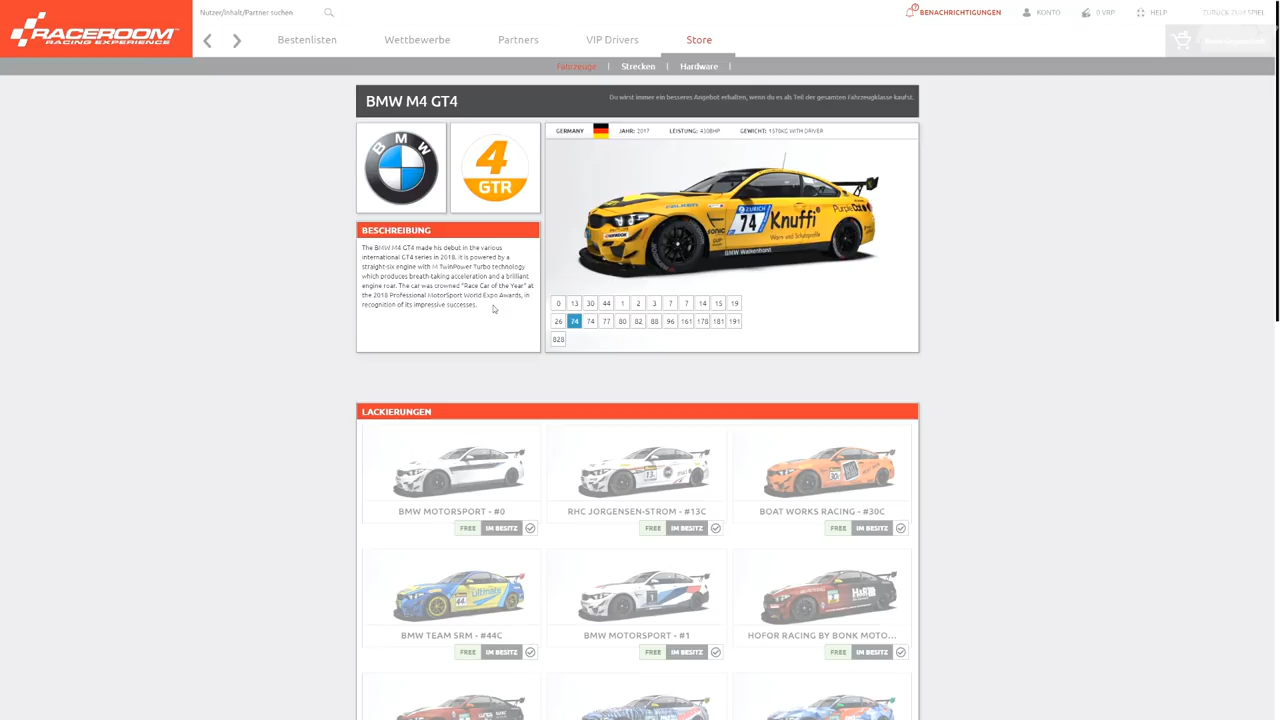 RACEROOM
RACING EXPERIENCE
Nutzer/Inhalt/Partner suchen
BENACHRICHTIGUNGEN
KONTO
0 VRP
HELP
ZURÜCK ZUM SPIEL
Bestenlisten
Wettbewerbe
Partners
VIP Drivers
Store
Fahrzeuge
Strecken
Hardware
BMW M4 GT4
Du wirst immer ein besseres Angebot erhalten, wenn du es als Teil der gesamten Fahrzeugklasse kaufst.
BMW
4
GTR
GERMANY JAHR: 2017 LEISTUNG: 430BHP GEWICHT: 1570KG WITH DRIVER
BESCHREIBUNG
The BMW M4 GT4 made his debut in the various
international GT4 series in 2018. It is powered by a
straight-six engine with M TwinPower Turbo technology
which produces breath-taking acceleration and a brilliant
engine roar. The car was crowned "Race Car of the Year" at
the 2018 Professional MotorSport World Expo Awards, in
recognition of its impressive successes.
ZURICH
74
Knuffi
Wärm und Schlafprofile
BMW Walkenhorst
FALKEN
0 13 30 44 1 2 3 7 7 14 15 19
26 74 74 77 80 82 88 96 161 178 181 191
828
LACKIERUNGEN
BMW MOTORSPORT - #0
FREE IM BESITZ
RHC JORGENSEN-STROM - #13C
FREE IM BESITZ
BOAT WORKS RACING - #30C
FREE IM BESITZ
BMW TEAM SRM - #44C
FREE IM BESITZ
BMW MOTORSPORT - #1
FREE IM BESITZ
HOFOR RACING BY BONK MOTO...
FREE IM BESITZ